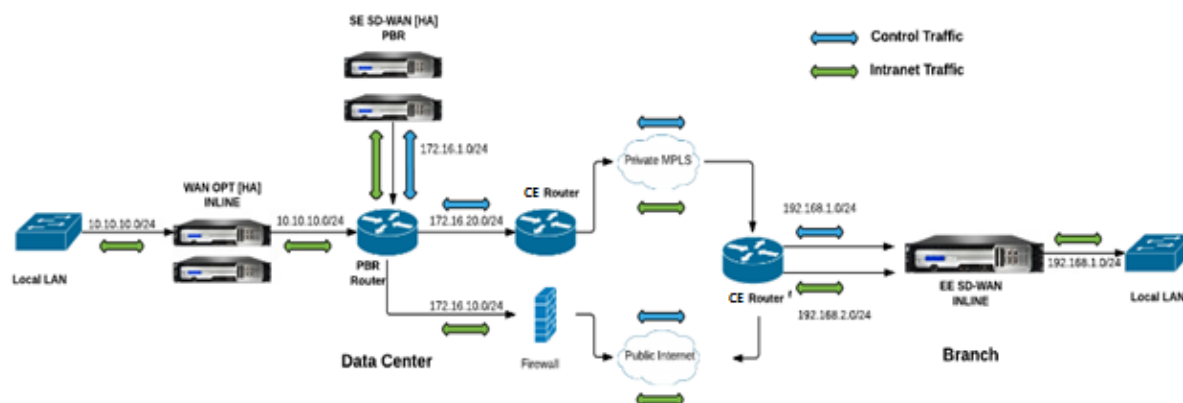 SE SD-WAN [HA]
PBR
Control Traffic
Intranet Traffic
172.16.1.0/24
WAN OPT [HA]
INLINE
CE Router
Private MPLS
10.10.10.0/24
10.10.10.0/24
172.16.20.0/24
192.168.1.0/24
Local LAN
PBR
Router
192.168.1.0/24
EE SD-WAN
INLINE
Local LAN
CE Router f
172.16.10.0/24
192.168.2.0/24
Data Center
Firewall
Public Internet
Branch